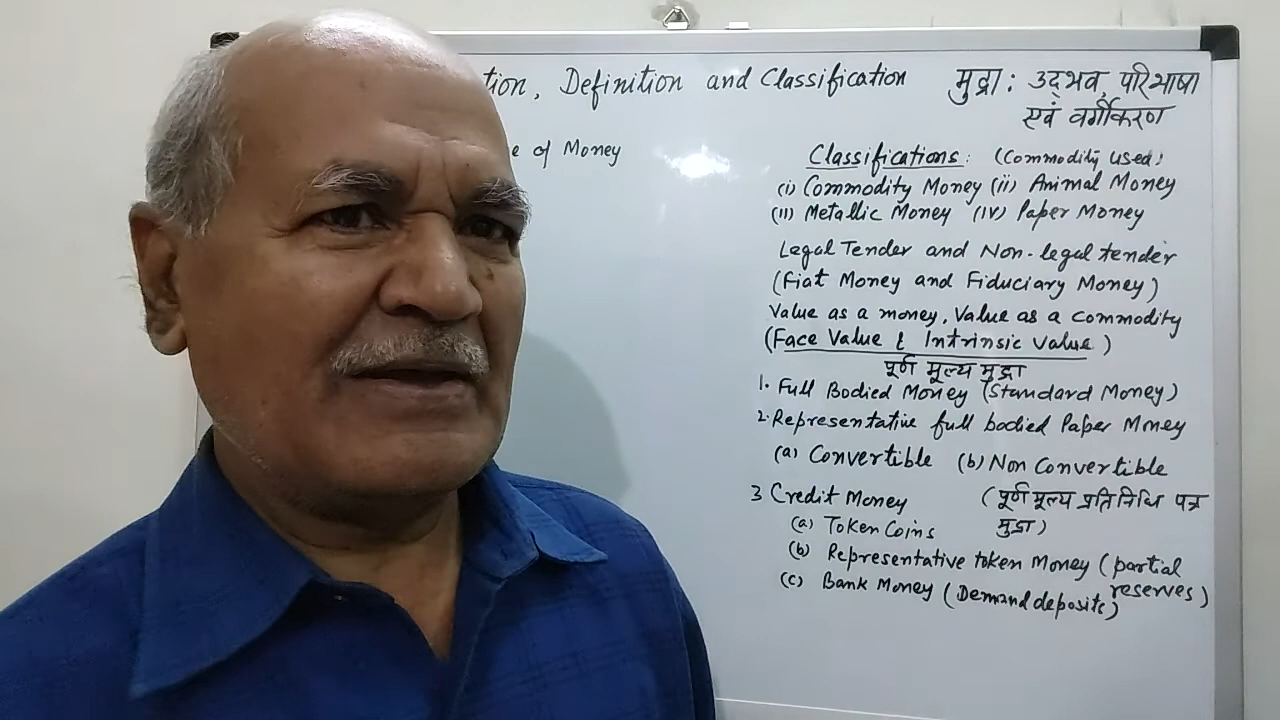 tion, Definition and Classification
मुद्रा: उद्भव, परिभाषा
एवं वर्गीकरण
e of Money
Classifications: (Commodity used)
(i) Commodity Money (ii) Animal Money
(II) Metallic Money (IV) Paper Money
Legal Tender and Non-legal tender
(Fiat Money and Fiduciary Money)
Value as a money, Value as a commodity
(Face Value & Intrinsic Value)
पूर्ण मूल्य मुद्रा
1. Full Bodied Money (Standard Money)
2. Representative full bodied Paper Money
(a) Convertible (b) Non Convertible
3 Credit Money (पूर्ण मूल्य प्रतिनिधि पत्र
मुद्रा)
(a) Token Coins
(b) Representative token Money (partial
reserves)
(c) Bank Money (Demand deposits)